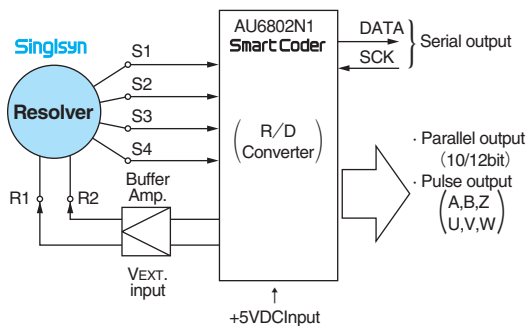 Singlsyn
Resolver
S1
S2
S3
S4
R1
R2
Buffer
Amp.
VEXT.
input
AU6802N1
Smart Coder
(R/D
Converter)
+5VDCInput
DATA
SCK
Serial output
· Parallel output
(10/12bit)
· Pulse output
(A,B,Z
U,V,W)